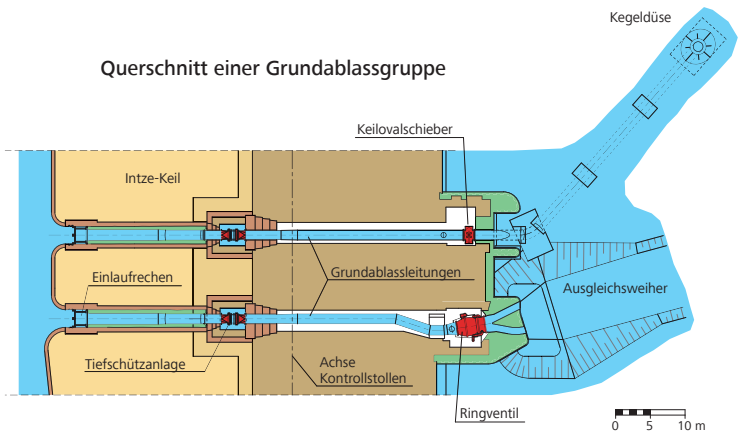 Kegeldüse
Querschnitt einer Grundablassgruppe
Keilovalschieber
Intze-Keil
Einlaufrechen
Grundablassleitungen
Ausgleichsweiher
Tiefschützanlage
Achse
Kontrollstollen
Ringventil
0 5 10 m